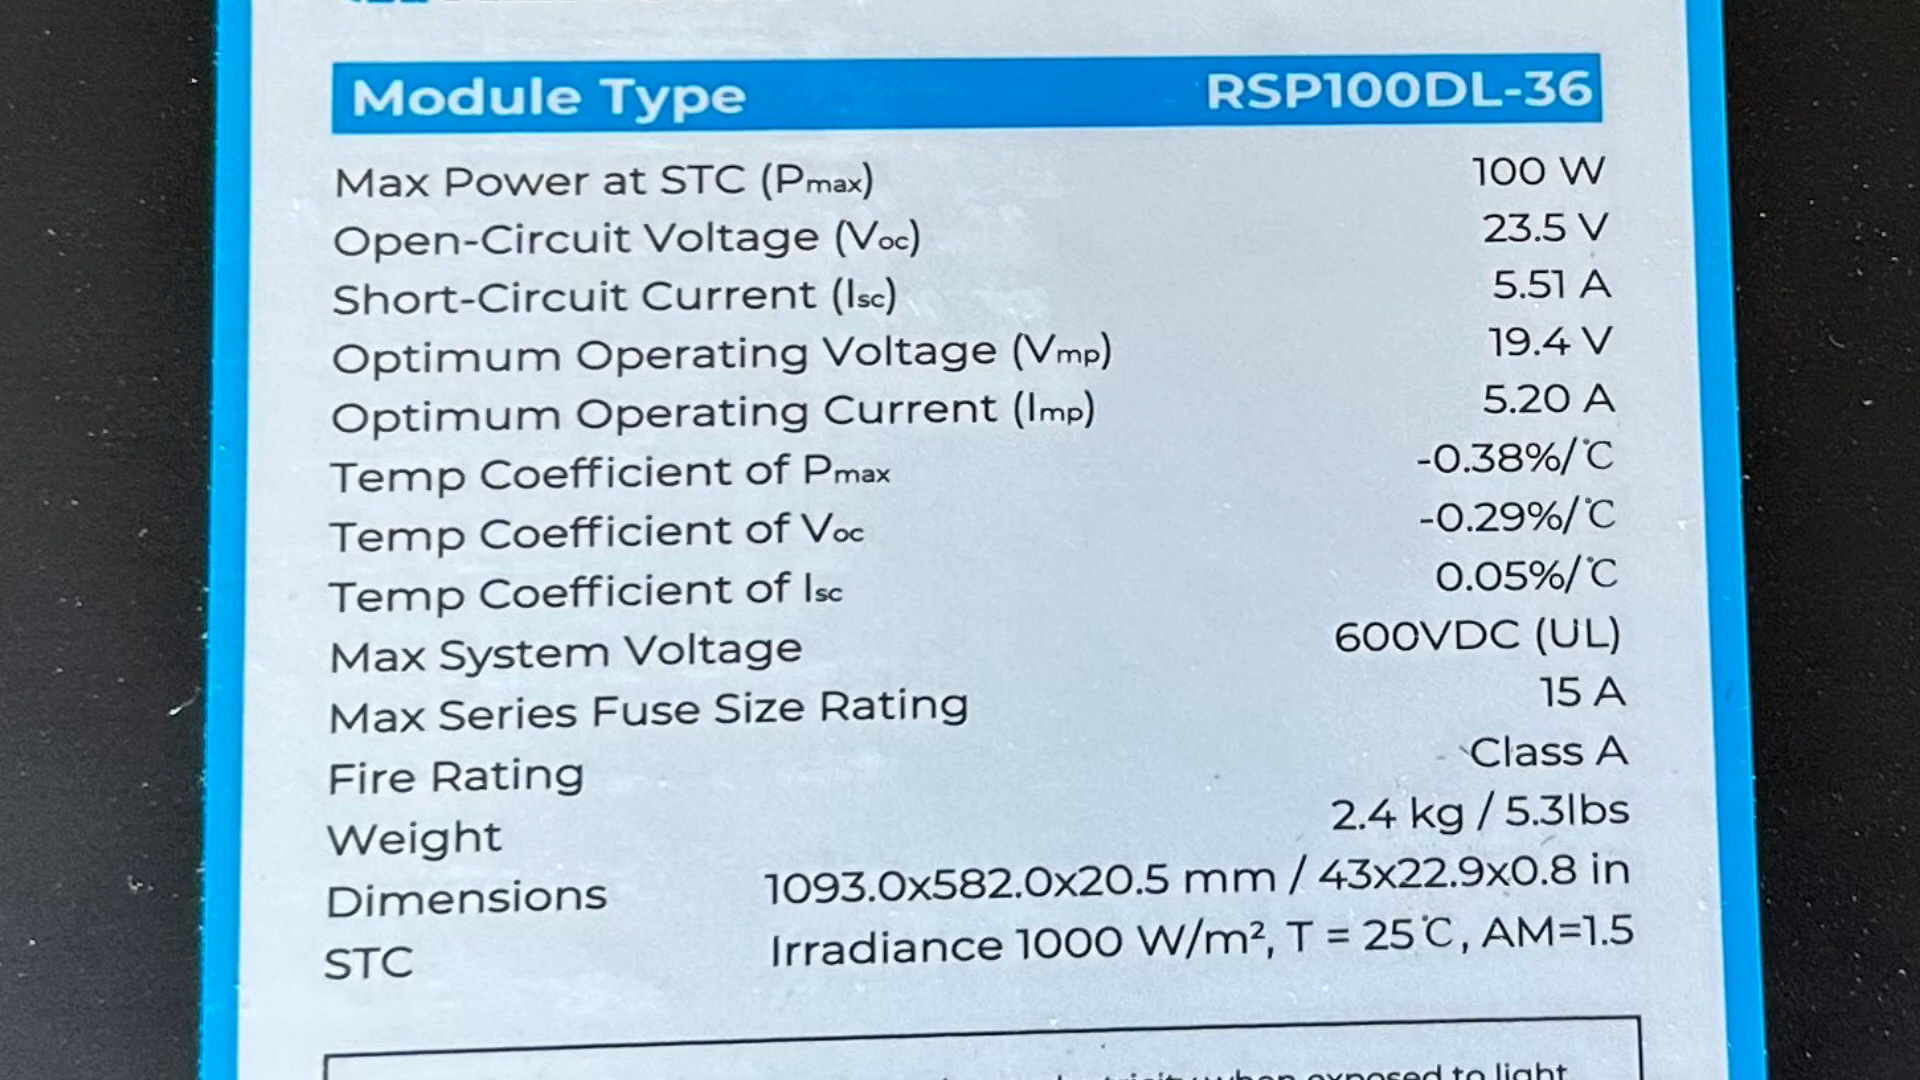 Module Type RSP100DL-36
Max Power at STC (Pmax) 100 W
Open-Circuit Voltage (Voc) 23.5 V
Short-Circuit Current (Isc) 5.51 A
Optimum Operating Voltage (Vmp) 19.4 V
Optimum Operating Current (Imp) 5.20 A
Temp Coefficient of Pmax -0.38%/℃
Temp Coefficient of Voc -0.29%/℃
Temp Coefficient of Isc 0.05%/℃
Max System Voltage 600VDC (UL)
Max Series Fuse Size Rating 15 A
Fire Rating Class A
Weight 2.4 kg / 5.3lbs
Dimensions 1093.0x582.0x20.5 mm / 43x22.9x0.8 in
STC Irradiance 1000 W/m², T = 25℃, AM=1.5
when exposed to light